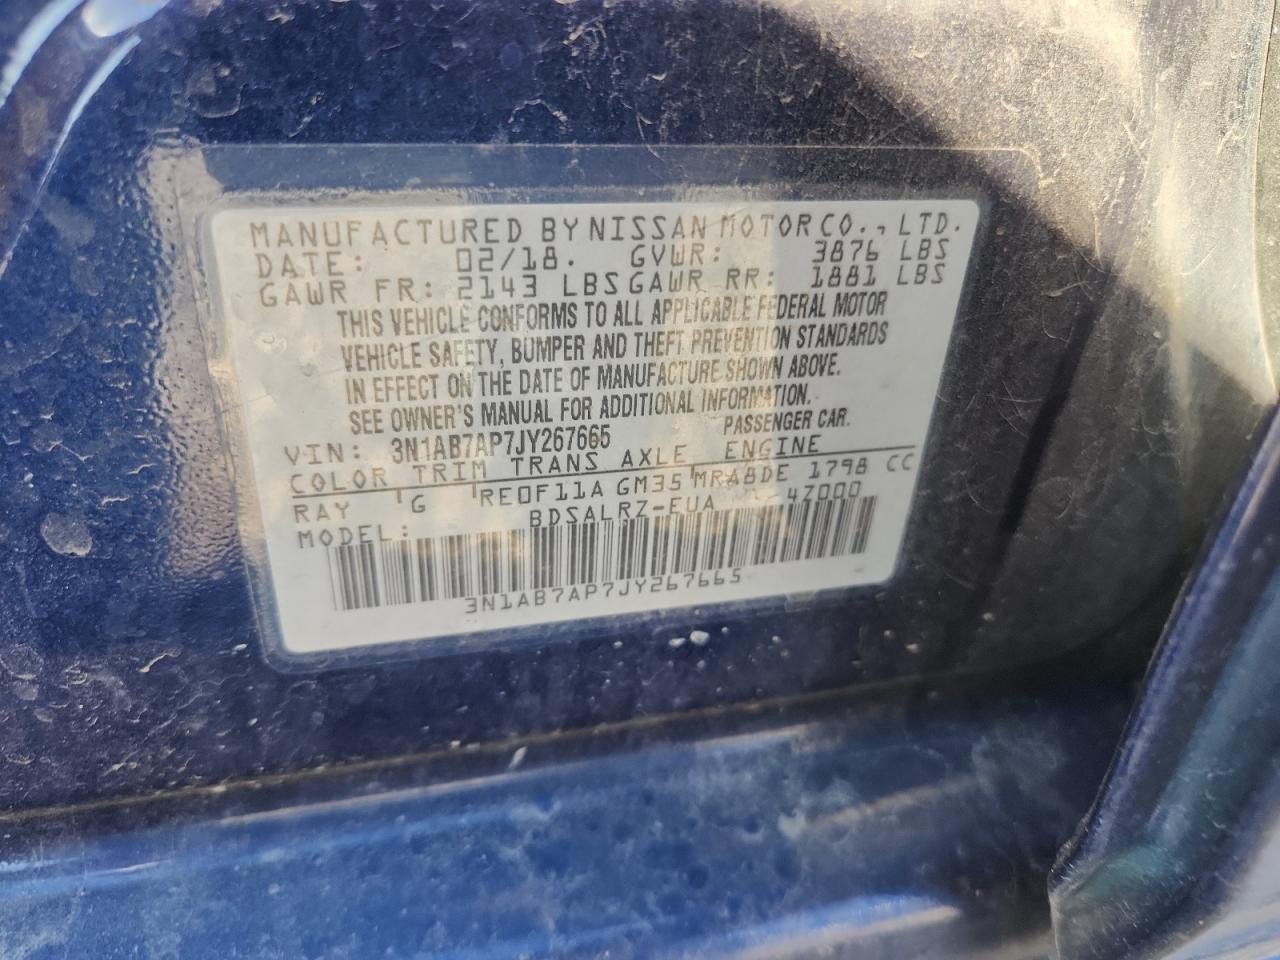 MANUFACTURED BY NISSAN MOTOR CO., LTD.
DATE: 02/18. GVWR: 3876 LBS
GAWR FR: 2143 LBS GAWR RR: 1881 LBS
THIS VEHICLE CONFORMS TO ALL APPLICABLE FEDERAL MOTOR
VEHICLE SAFETY, BUMPER AND THEFT PREVENTION STANDARDS
IN EFFECT ON THE DATE OF MANUFACTURE SHOWN ABOVE.
SEE OWNER'S MANUAL FOR ADDITIONAL INFORMATION.
VIN: 3N1AB7AP7JY267665 PASSENGER CAR.
COLOR TRIM TRANS AXLE ENGINE
RAY G RE0F11A GM35 MRA8DE 1798 CC
MODEL: BDSALRZ-EUA 47000
3N1AB7AP7JY267665